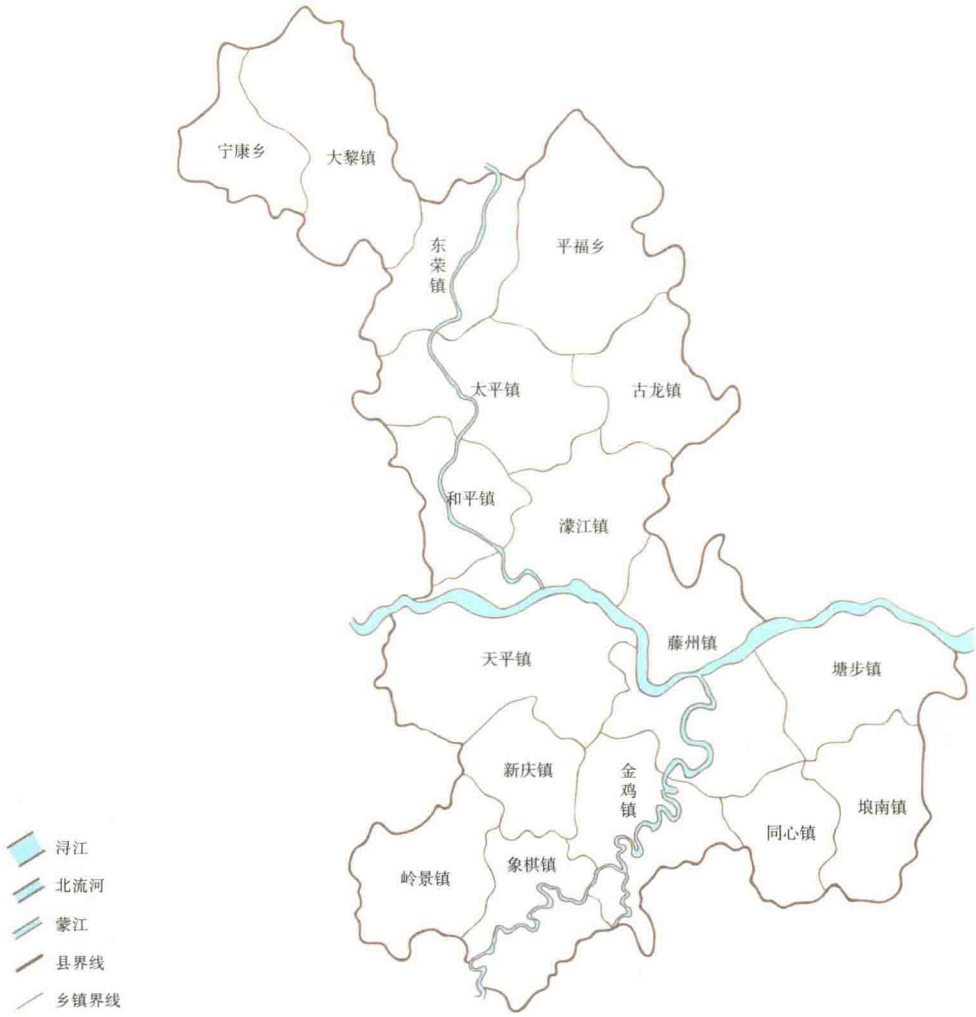 宁康乡
大黎镇
东荣镇
平福乡
太平镇
古龙镇
和平镇
濛江镇
藤州镇
天平镇
塘步镇
新庆镇
金鸡镇
埌南镇
同心镇
象棋镇
岭景镇
浔江
北流河
蒙江
县界线
乡镇界线